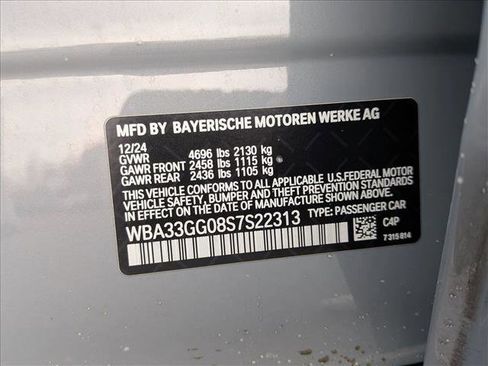 MFD BY BAYERISCHE MOTOREN WERKE AG
12/24
GVWR 4696 lbs 2130 kg
GAWR FRONT 2458 lbs 1115 kg
GAWR REAR 2436 lbs 1105 kg
THIS VEHICLE CONFORMS TO ALL APPLICABLE U.S.FEDERAL MOTOR
VEHICLE SAFETY, BUMPER, AND THEFT PREVENTION STANDARDS
IN EFFECT ON THE DATE OF MANUFACTURE SHOWN ABOVE.
WBA33GG08S7S22313 TYPE: PASSENGER CAR
C4P
7 315 814